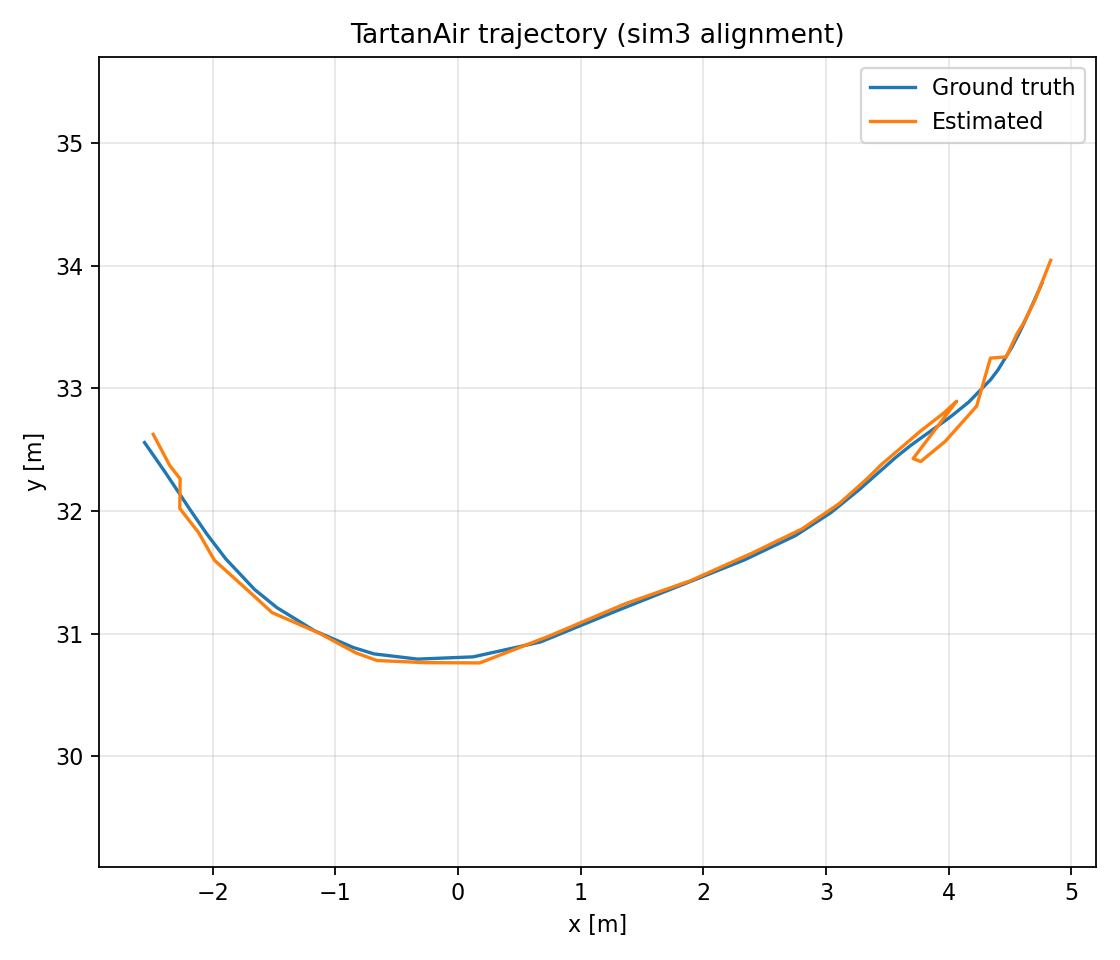 TartanAir trajectory (sim3 alignment)
Ground truth
Estimated
35
34
33
32
31
30
y [m]
−2
−1
0
1
2
3
4
5
x [m]